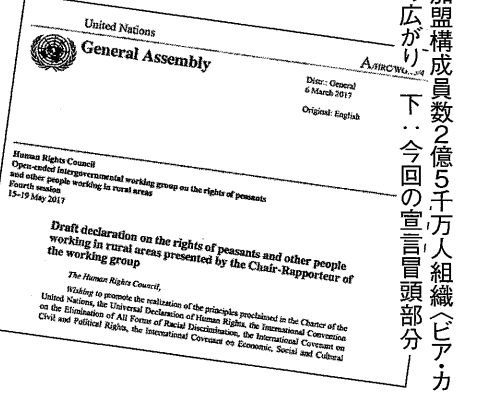 加盟構成員数2億5千万人組織〈ビア・カ
広がり 下：今回の宣言冒頭部分
United Nations
General Assembly
Distr.: General
6 March 2017
Original: English
Human Rights Council
Open-ended intergovernmental working group on the rights of peasants
and other people working in rural areas
Fourth session
15–19 May 2017
Draft declaration on the rights of peasants and other people
working in rural areas presented by the Chair-Rapporteur of
the working group
The Human Rights Council,
Wishing to promote the realization of the principles proclaimed in the Charter of the
United Nations, the Universal Declaration of Human Rights, the International Convention
on the Elimination of All Forms of Racial Discrimination, the International Covenant on
Civil and Political Rights, the International Covenant on Economic, Social and Cultural